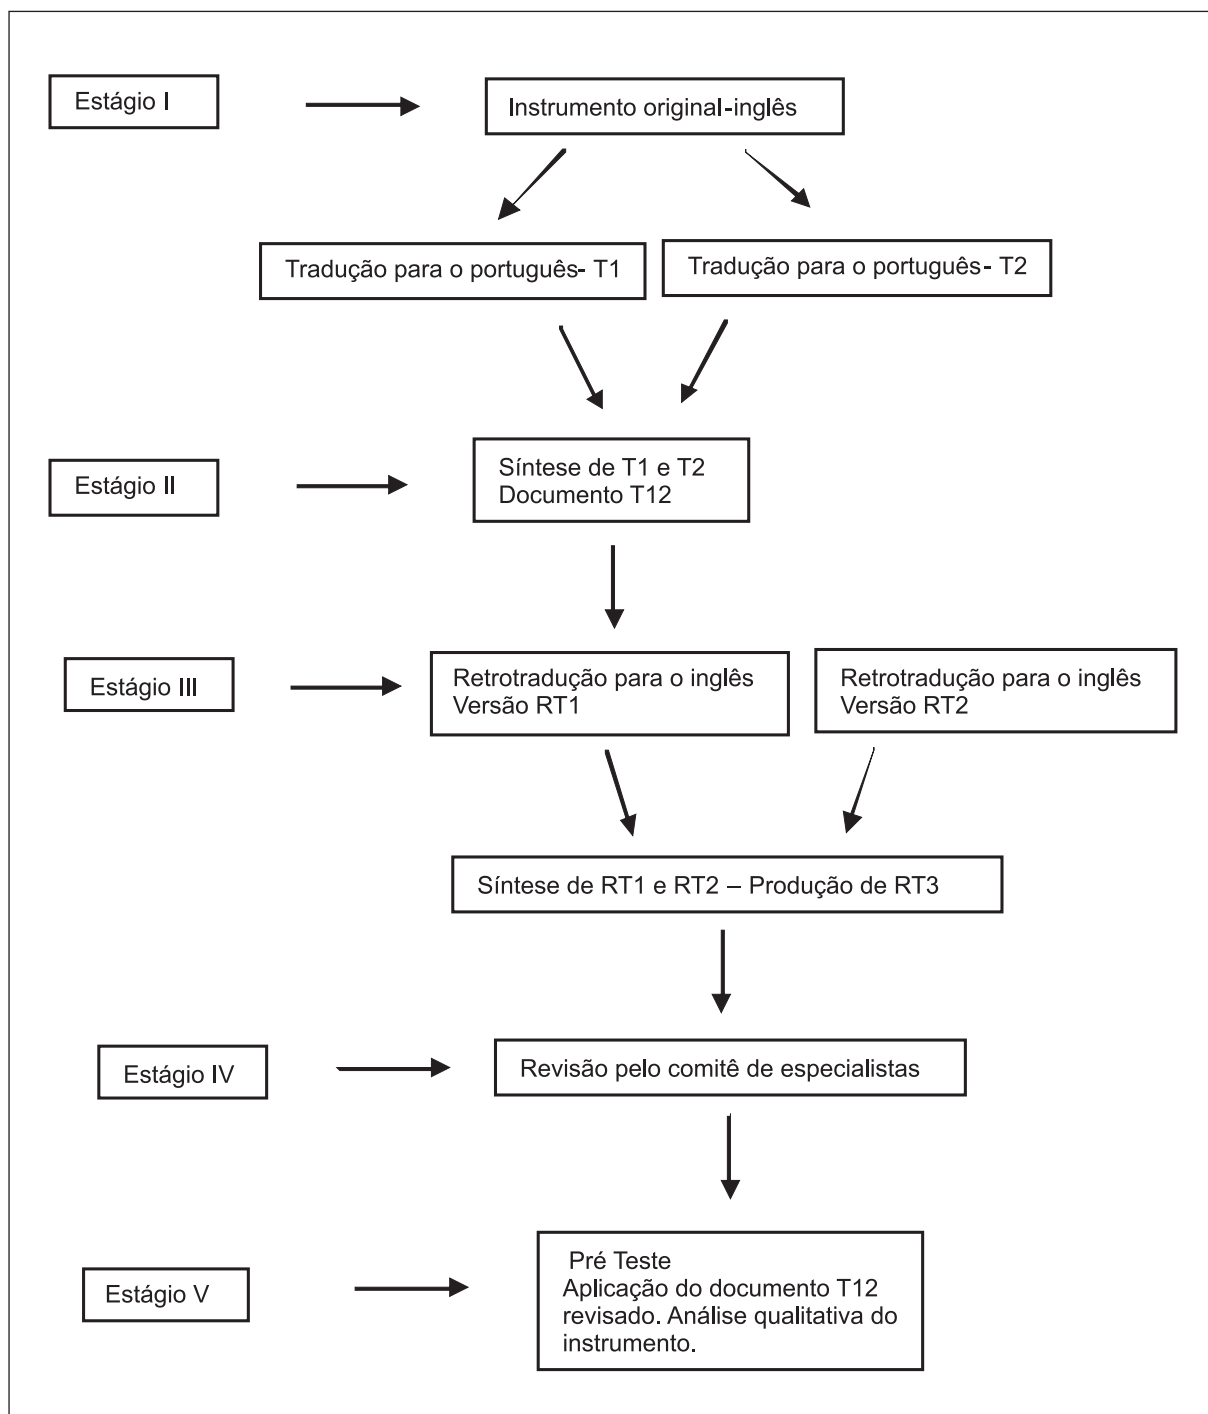 Estágio I
Instrumento original-inglês
Tradução para o português- T1
Tradução para o português- T2
Estágio II
Síntese de T1 e T2
Documento T12
Estágio III
Retrotradução para o inglês
Versão RT1
Retrotradução para o inglês
Versão RT2
Síntese de RT1 e RT2 – Produção de RT3
Estágio IV
Revisão pelo comitê de especialistas
Estágio V
Pré Teste
Aplicação do documento T12
revisado. Análise qualitativa do
instrumento.